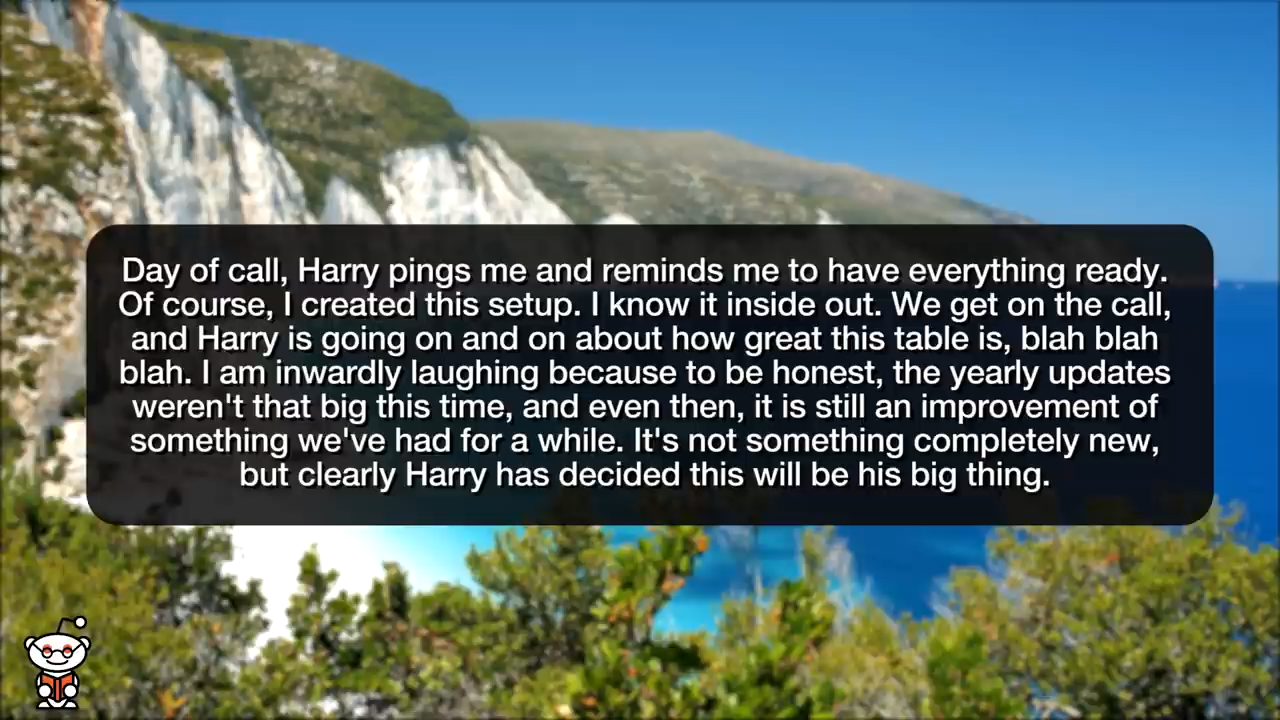 Day of call, Harry pings me and reminds me to have everything ready.
Of course, I created this setup. I know it inside out. We get on the call,
and Harry is going on and on about how great this table is, blah blah
blah. I am inwardly laughing because to be honest, the yearly updates
weren't that big this time, and even then, it is still an improvement of
something we've had for a while. It's not something completely new,
but clearly Harry has decided this will be his big thing.